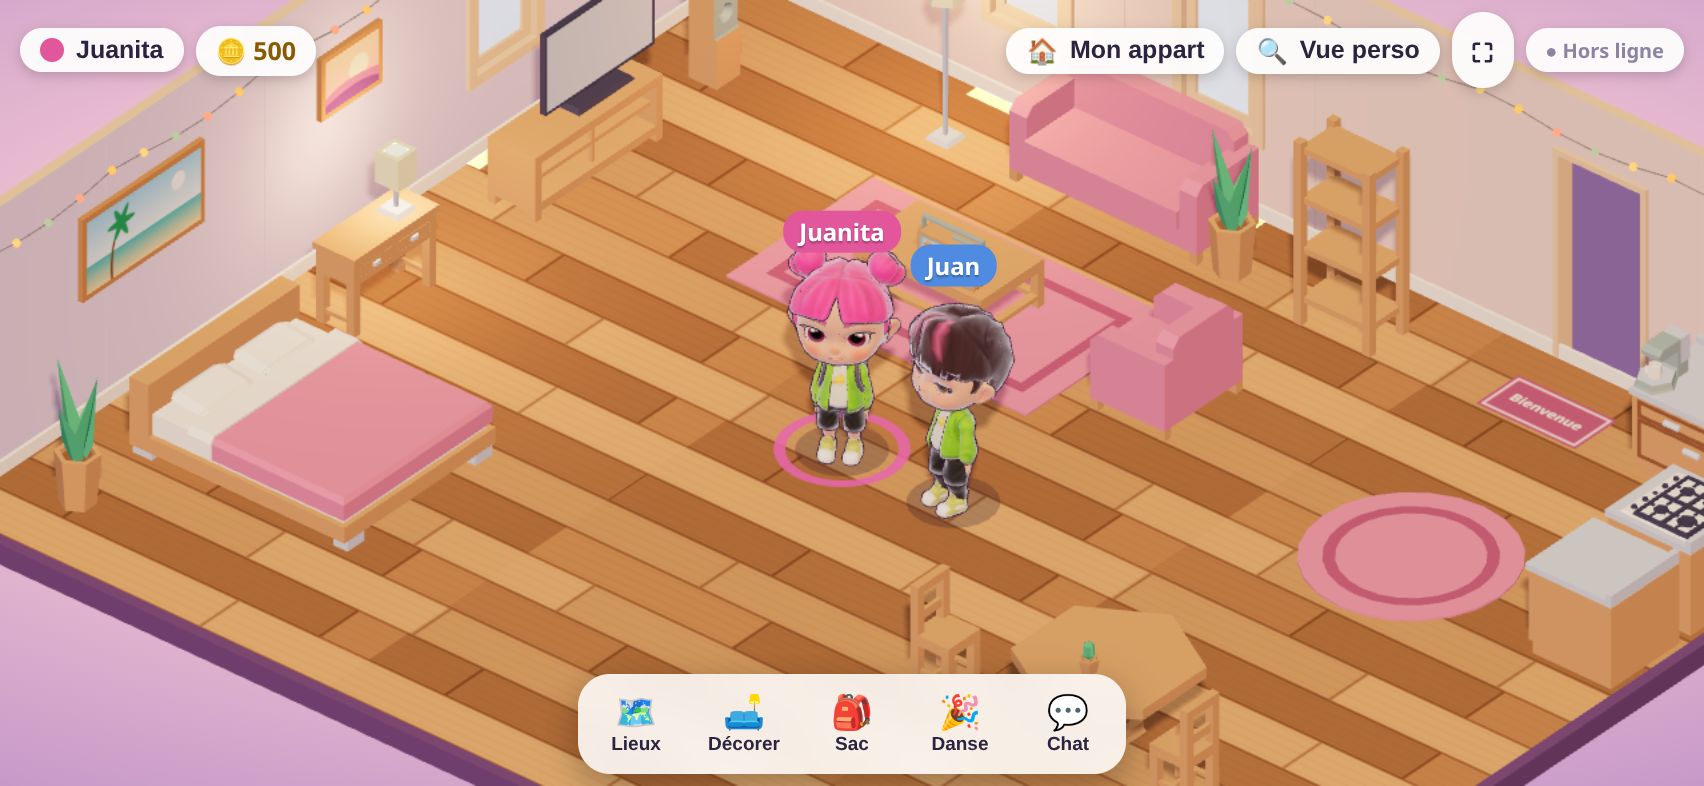 Juanita
500
Mon appart
Vue perso
Hors ligne
Juanita
Juan
Bienvenue
Lieux
Décorer
Sac
Danse
Chat